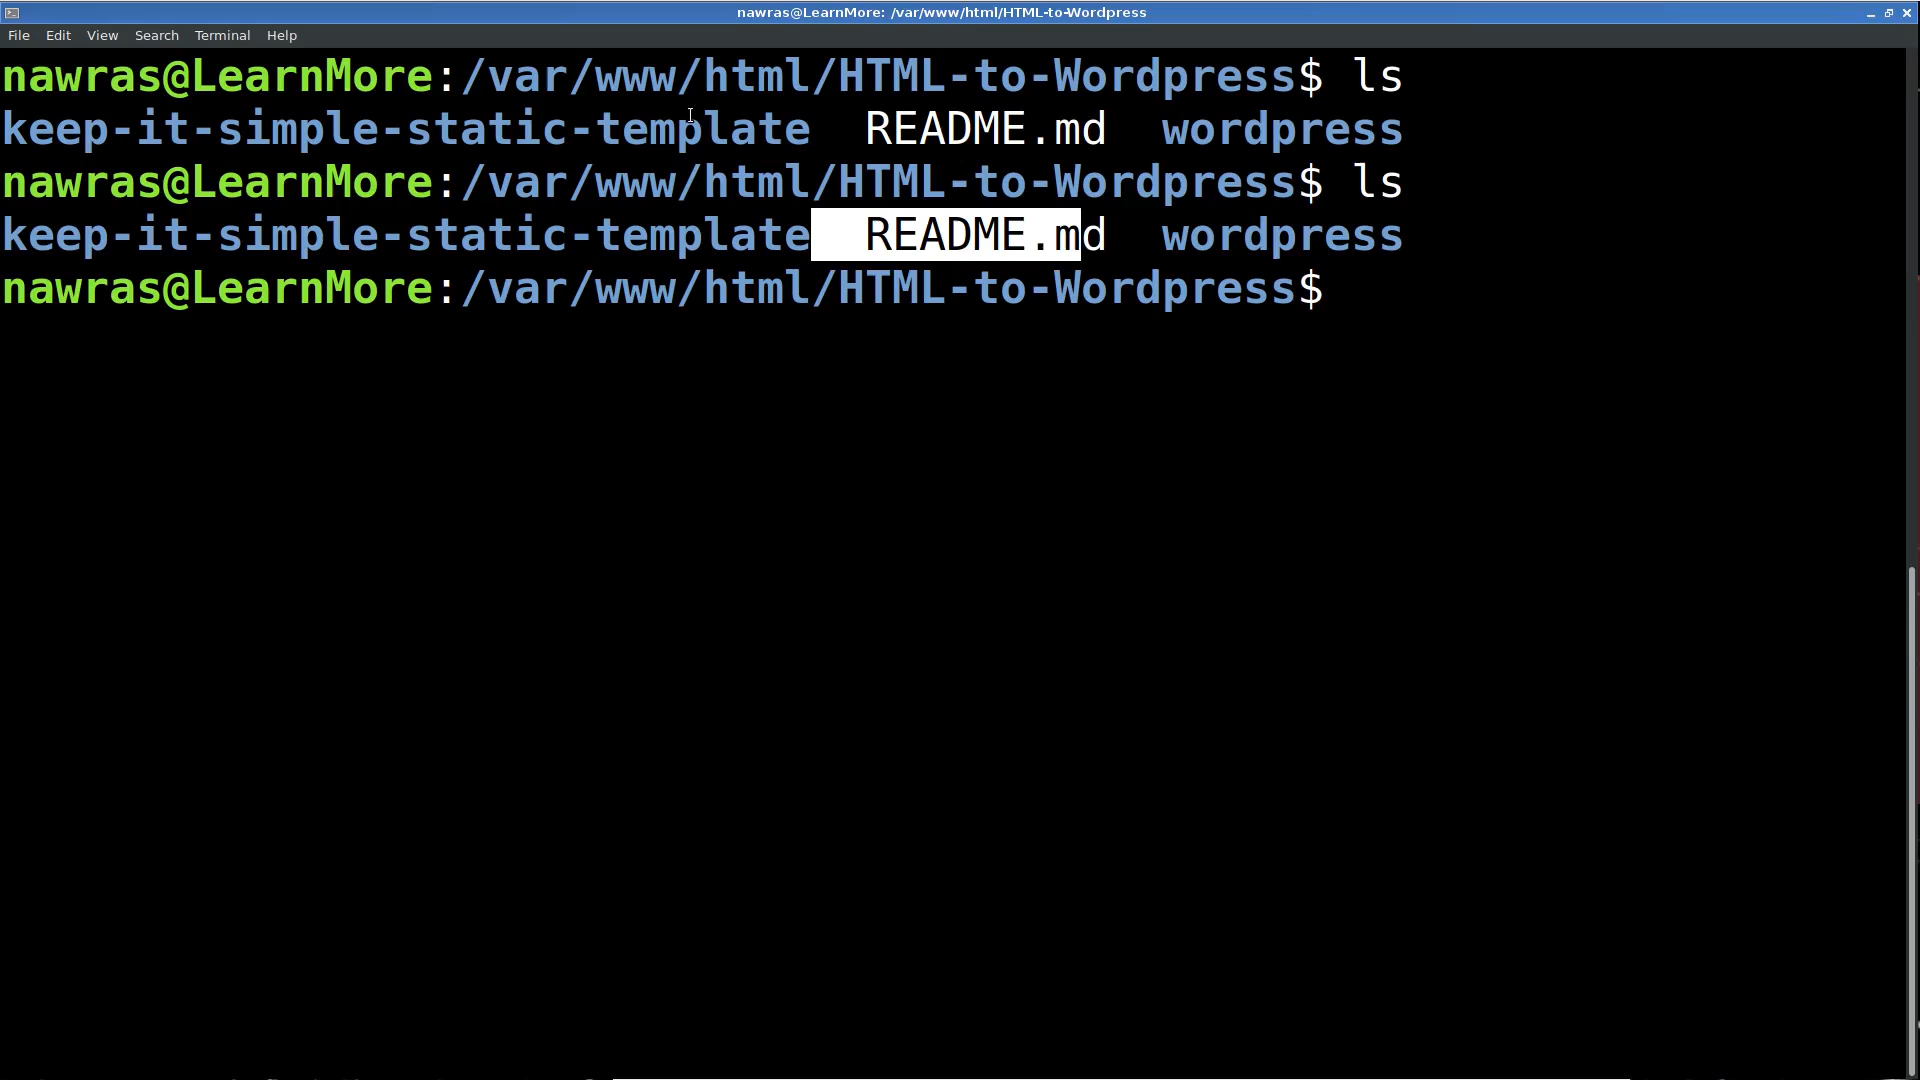 nawras@LearnMore: /var/www/html/HTML-to-Wordpress
File Edit View Search Terminal Help
nawras@LearnMore:/var/www/html/HTML-to-Wordpress$ ls
keep-it-simple-static-template  README.md  wordpress
nawras@LearnMore:/var/www/html/HTML-to-Wordpress$ ls
keep-it-simple-static-template  README.md  wordpress
nawras@LearnMore:/var/www/html/HTML-to-Wordpress$